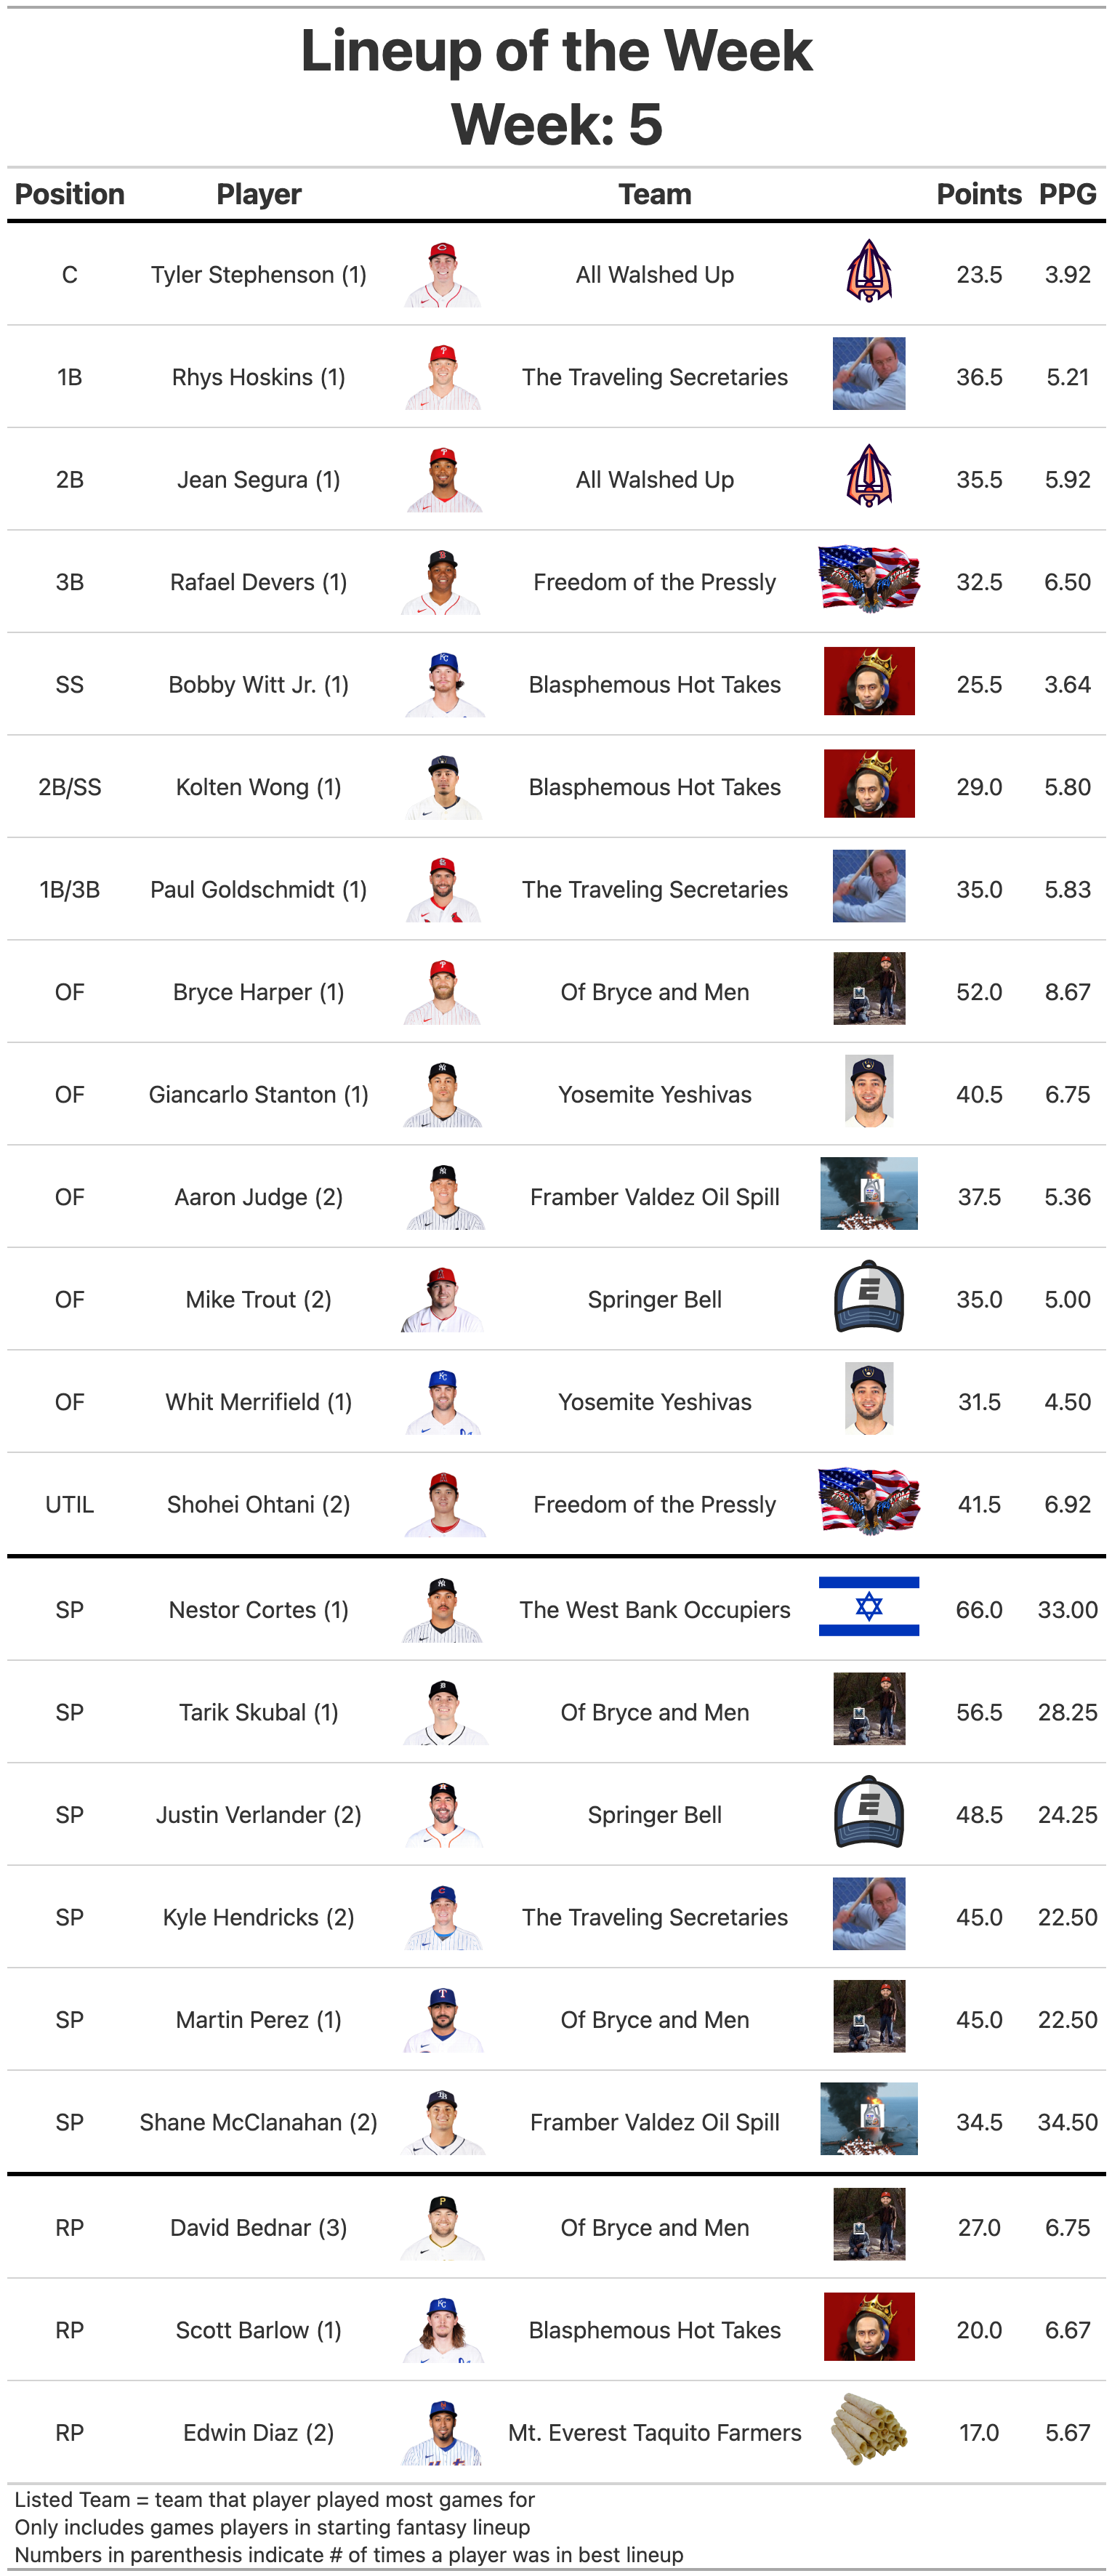 Lineup of the Week
Week: 5
Position Player Team Points PPG
C Tyler Stephenson (1) All Walshed Up 23.5 3.92
1B Rhys Hoskins (1) The Traveling Secretaries 36.5 5.21
2B Jean Segura (1) All Walshed Up 35.5 5.92
3B Rafael Devers (1) Freedom of the Pressly 32.5 6.50
SS Bobby Witt Jr. (1) Blasphemous Hot Takes 25.5 3.64
2B/SS Kolten Wong (1) Blasphemous Hot Takes 29.0 5.80
1B/3B Paul Goldschmidt (1) The Traveling Secretaries 35.0 5.83
OF Bryce Harper (1) Of Bryce and Men 52.0 8.67
OF Giancarlo Stanton (1) Yosemite Yeshivas 40.5 6.75
OF Aaron Judge (2) Framber Valdez Oil Spill 37.5 5.36
OF Mike Trout (2) Springer Bell 35.0 5.00
OF Whit Merrifield (1) Yosemite Yeshivas 31.5 4.50
UTIL Shohei Ohtani (2) Freedom of the Pressly 41.5 6.92
SP Nestor Cortes (1) The West Bank Occupiers 66.0 33.00
SP Tarik Skubal (1) Of Bryce and Men 56.5 28.25
SP Justin Verlander (2) Springer Bell 48.5 24.25
SP Kyle Hendricks (2) The Traveling Secretaries 45.0 22.50
SP Martin Perez (1) Of Bryce and Men 45.0 22.50
SP Shane McClanahan (2) Framber Valdez Oil Spill 34.5 34.50
RP David Bednar (3) Of Bryce and Men 27.0 6.75
RP Scott Barlow (1) Blasphemous Hot Takes 20.0 6.67
RP Edwin Diaz (2) Mt. Everest Taquito Farmers 17.0 5.67
Listed Team = team that player played most games for
Only includes games players in starting fantasy lineup
Numbers in parenthesis indicate # of times a player was in best lineup